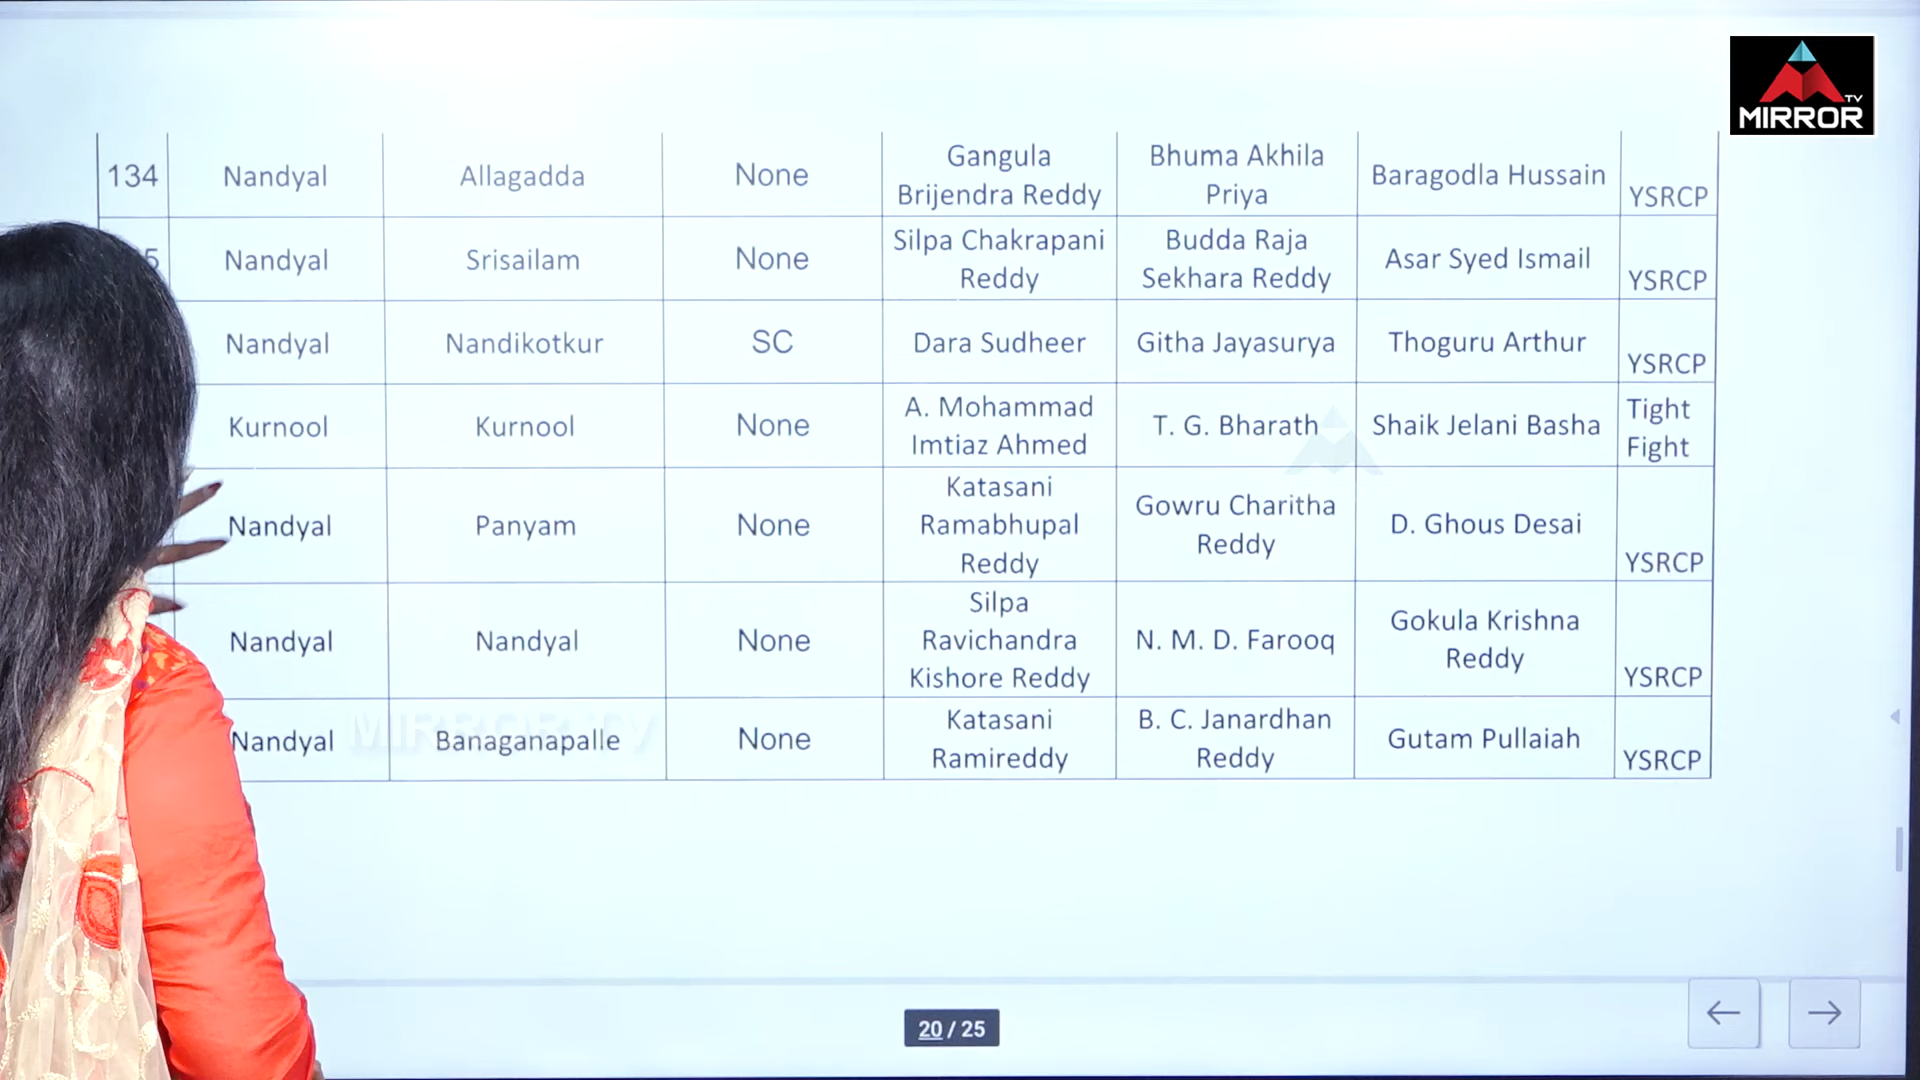 MIRROR TV
134 Nandyal Allagadda None Gangula Brijendra Reddy Bhuma Akhila Priya Baragodla Hussain YSRCP
5 Nandyal Srisailam None Silpa Chakrapani Reddy Budda Raja Sekhara Reddy Asar Syed Ismail YSRCP
Nandyal Nandikotkur SC Dara Sudheer Githa Jayasurya Thoguru Arthur YSRCP
Kurnool Kurnool None A. Mohammad Imtiaz Ahmed T. G. Bharath Shaik Jelani Basha Tight Fight
Nandyal Panyam None Katasani Ramabhupal Reddy Gowru Charitha Reddy D. Ghous Desai YSRCP
Nandyal Nandyal None Silpa Ravichandra Kishore Reddy N. M. D. Farooq Gokula Krishna Reddy YSRCP
Nandyal Banaganapalle None Katasani Ramireddy B. C. Janardhan Reddy Gutam Pullaiah YSRCP
MIRROR TV
20 / 25